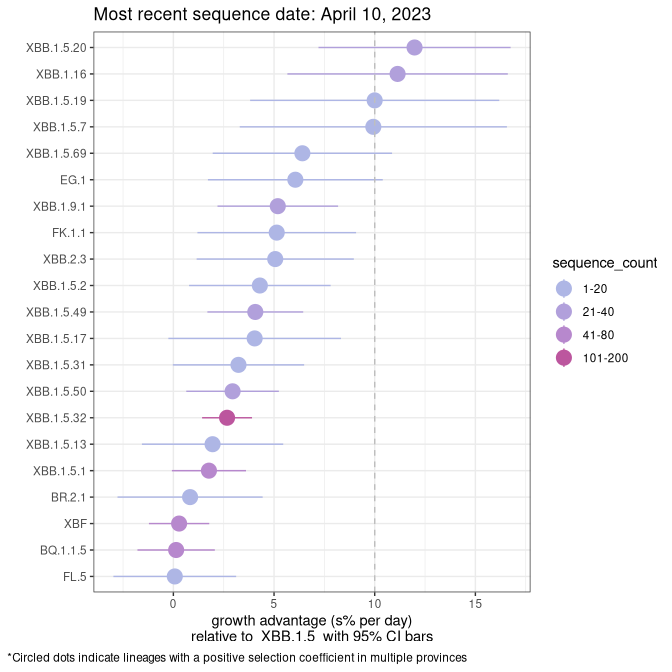 Most recent sequence date: April 10, 2023
XBB.1.5.20
XBB.1.16
XBB.1.5.19
XBB.1.5.7
XBB.1.5.69
EG.1
XBB.1.9.1
FK.1.1
XBB.2.3
XBB.1.5.2
XBB.1.5.49
XBB.1.5.17
XBB.1.5.31
XBB.1.5.50
XBB.1.5.32
XBB.1.5.13
XBB.1.5.1
BR.2.1
XBF
BQ.1.1.5
FL.5
0 5 10 15
growth advantage (s% per day)
relative to XBB.1.5 with 95% CI bars
sequence_count
1-20
21-40
41-80
101-200
*Circled dots indicate lineages with a positive selection coefficient in multiple provinces